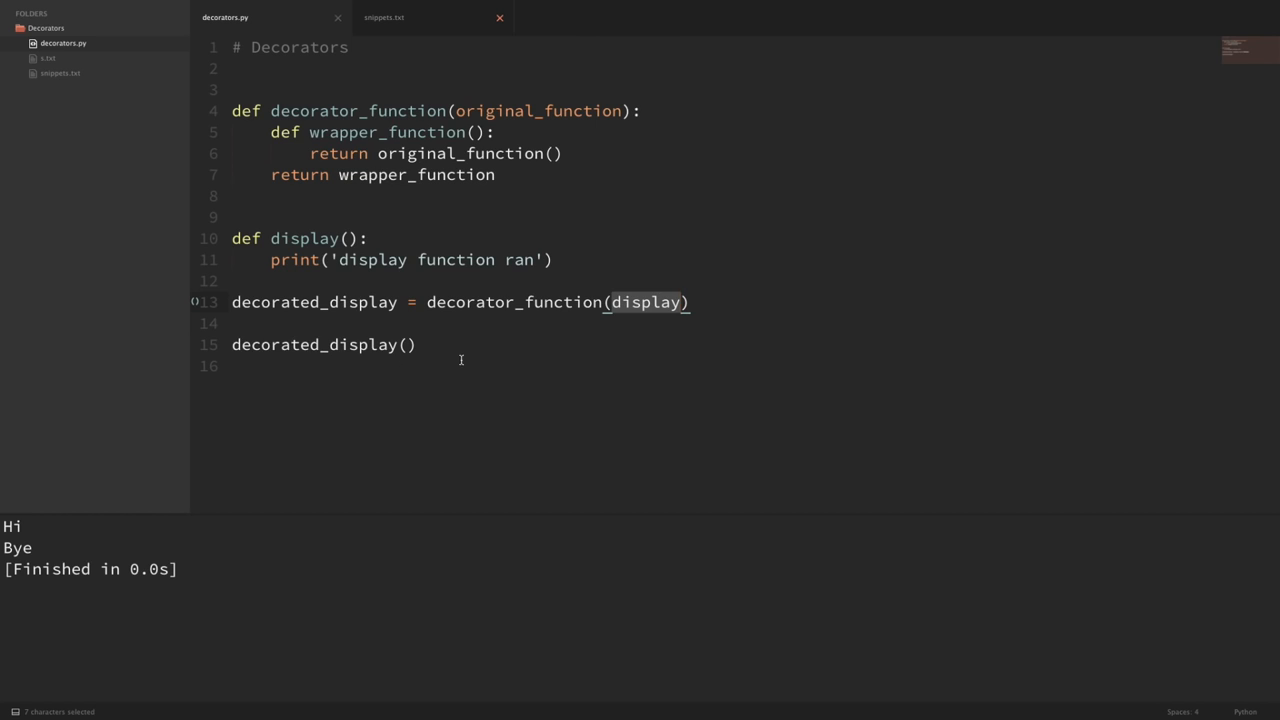 FOLDERS
Decorators
decorators.py
s.txt
snippets.txt
decorators.py
snippets.txt
1 # Decorators
2
3
4 def decorator_function(original_function):
5     def wrapper_function():
6         return original_function()
7     return wrapper_function
8
9
10 def display():
11     print('display function ran')
12
13 decorated_display = decorator_function(display)
14
15 decorated_display()
16
Hi
Bye
[Finished in 0.0s]
7 characters selected
Spaces: 4
Python